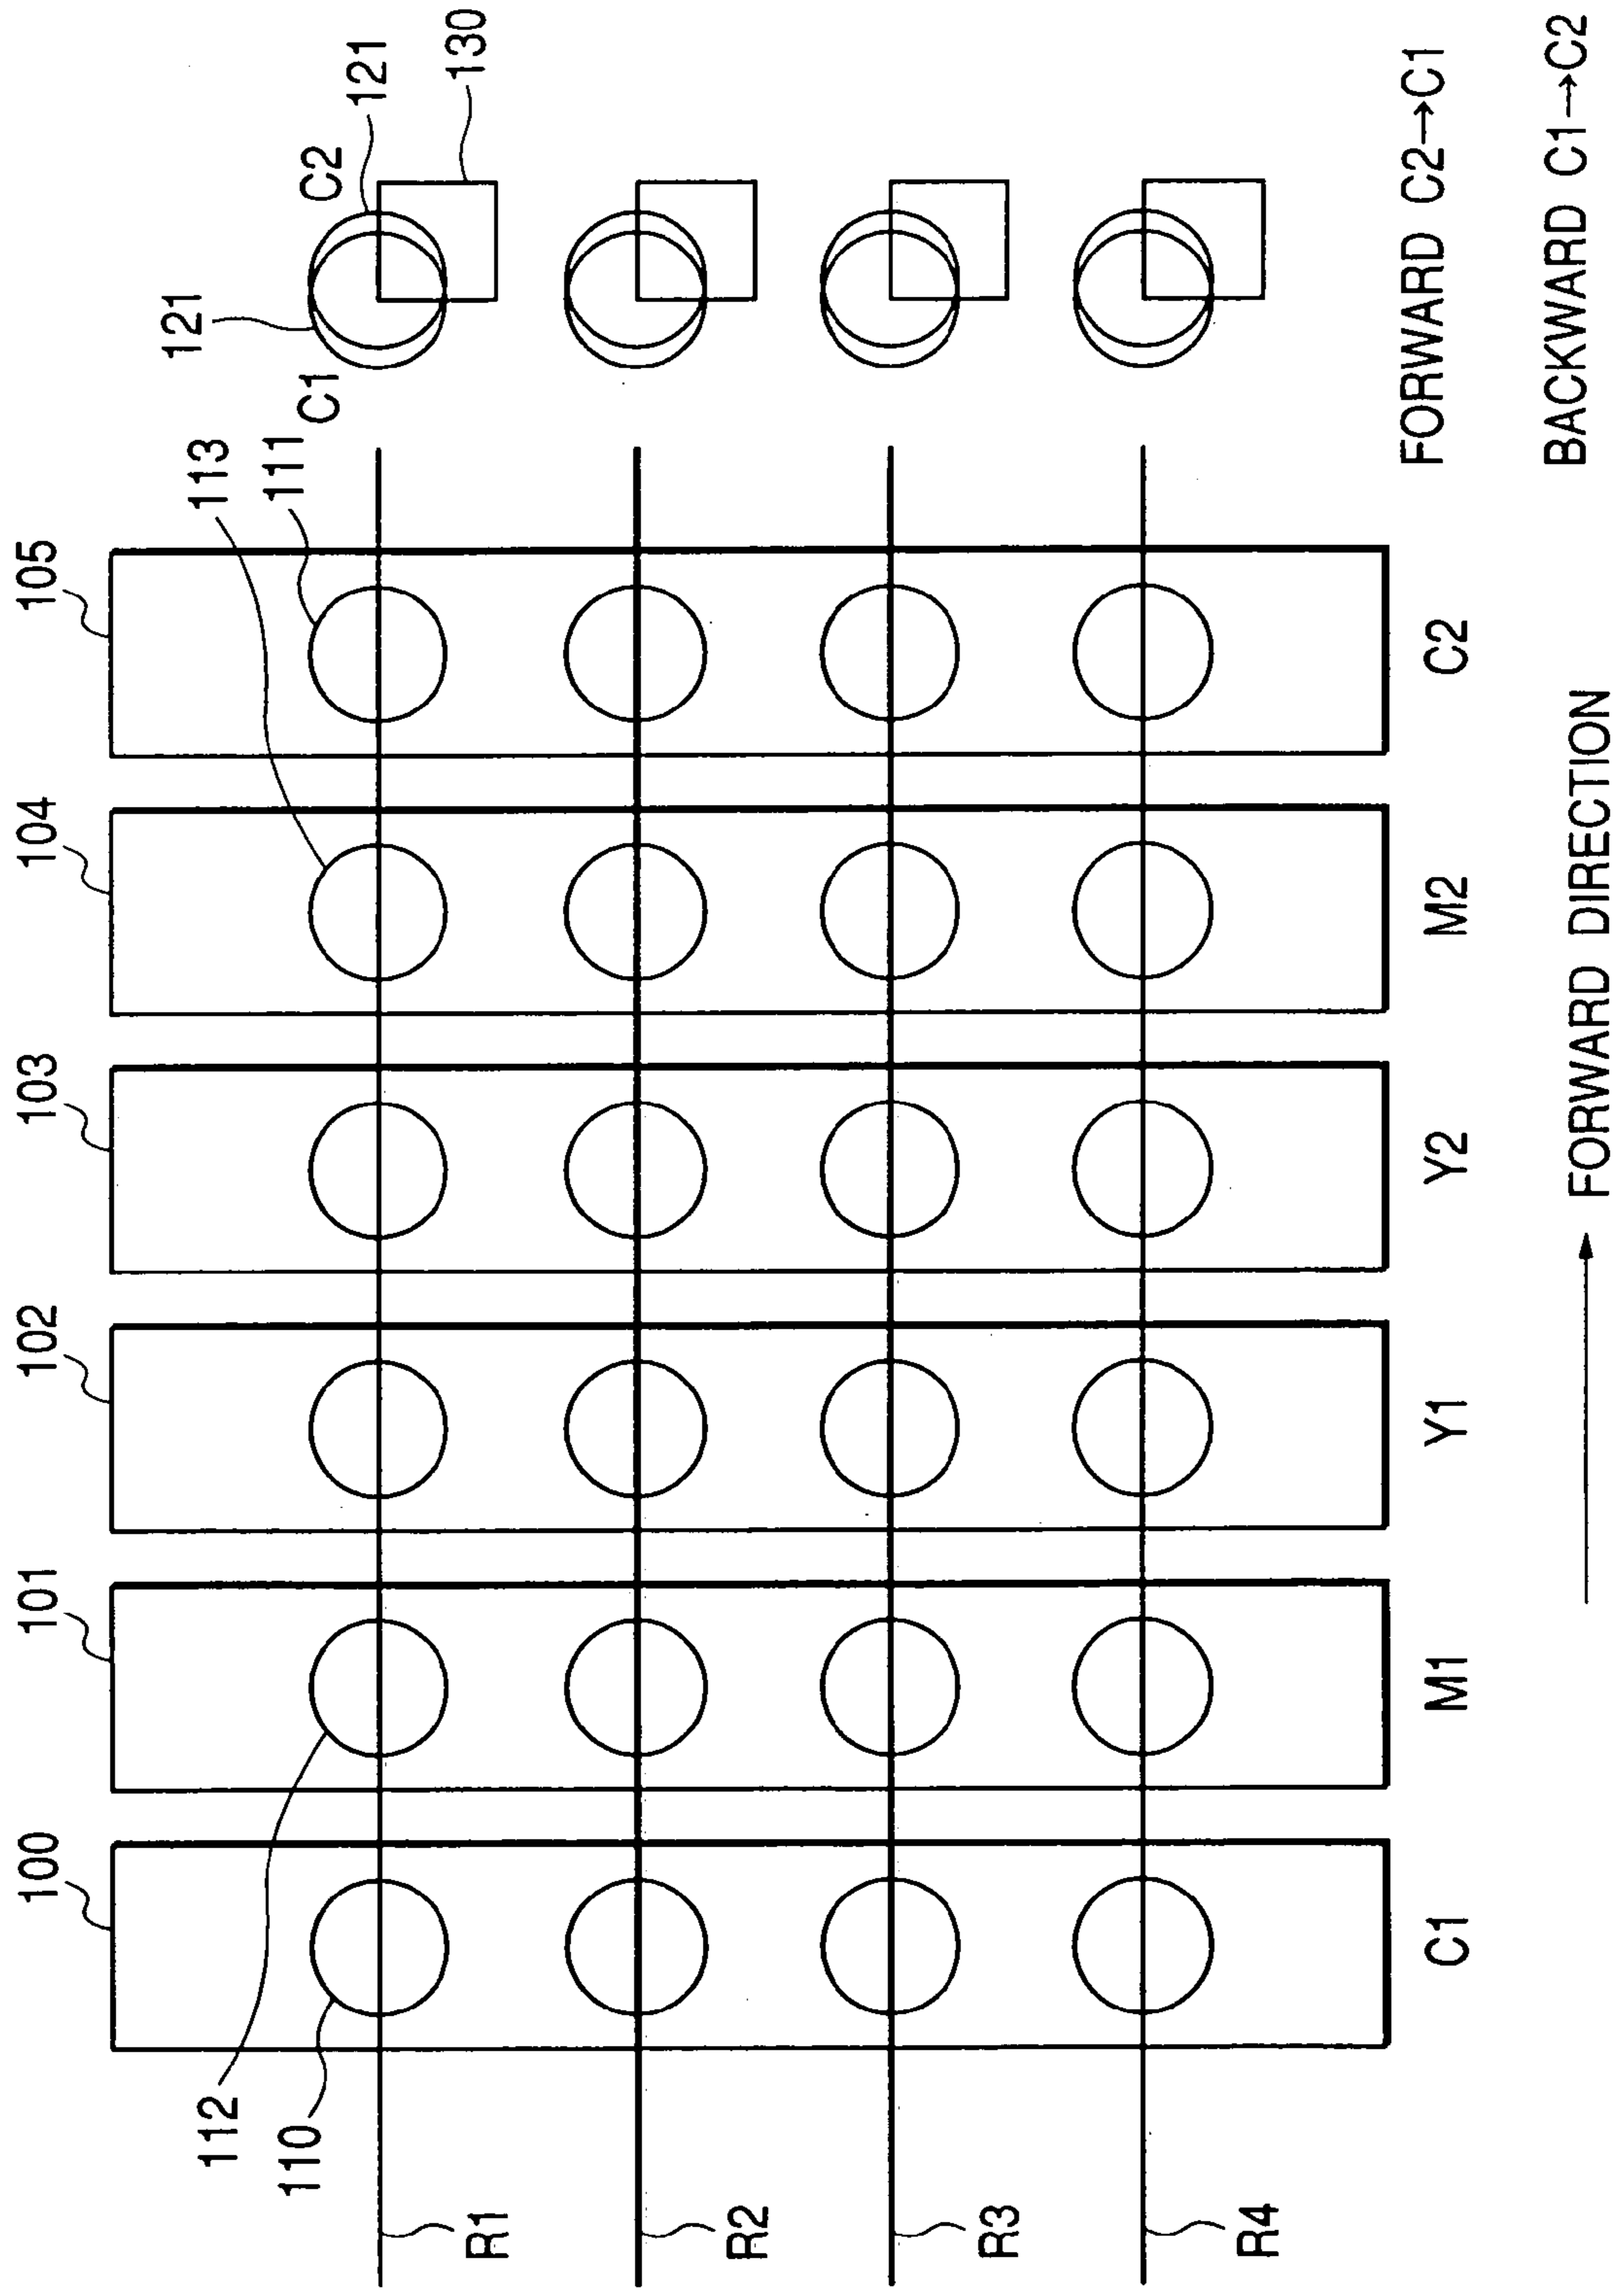 100 101 102 103 104 105
112 113 121
110 111 C1 C2 121
130
R1
R2
R3
R4
C1 M1 Y1 Y2 M2 C2 FORWARD C2→C1
→ FORWARD DIRECTION BACKWARD C1→C2